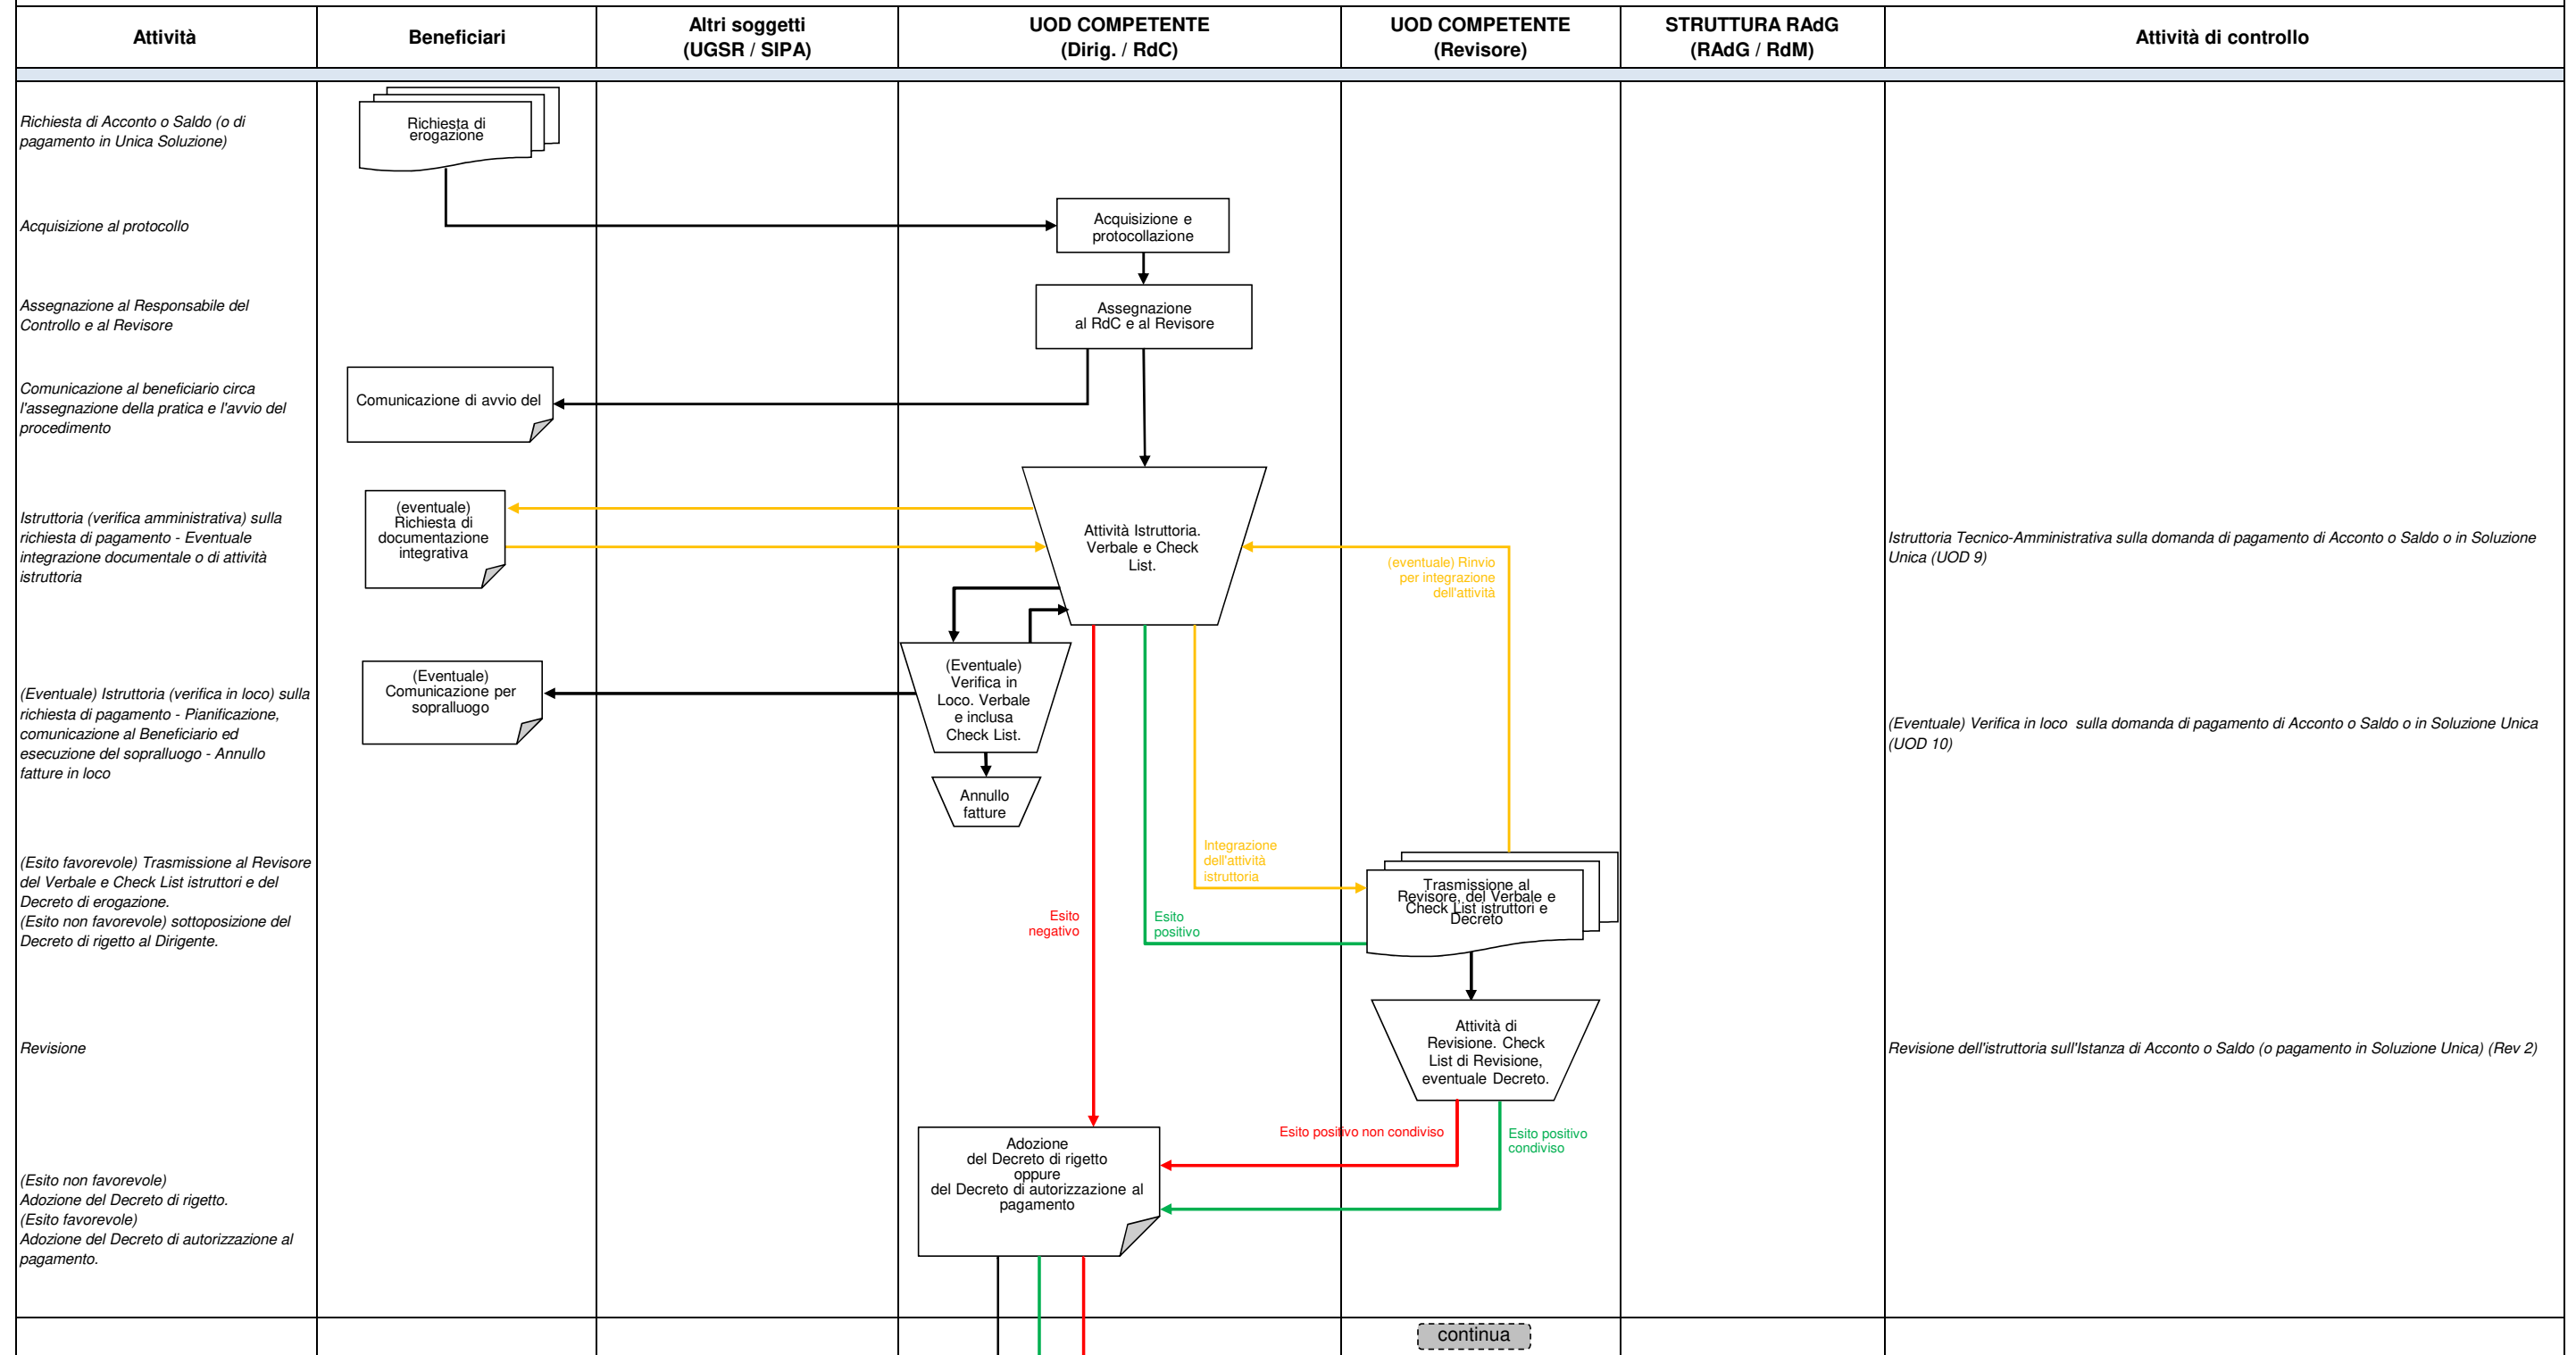 Attività
Beneficiari
Altri soggetti
(UGSR / SIPA)
UOD COMPETENTE
(Dirig. / RdC)
UOD COMPETENTE
(Revisore)
STRUTTURA RAdG
(RAdG / RdM)
Attività di controllo
Richiesta di Acconto o Saldo (o di
pagamento in Unica Soluzione)
Richiesta di
erogazione
Acquisizione al protocollo
Acquisizione e
protocollazione
Assegnazione al Responsabile del
Controllo e al Revisore
Assegnazione
al RdC e al Revisore
Comunicazione al beneficiario circa
l'assegnazione della pratica e l'avvio del
procedimento
Comunicazione di avvio del
Istruttoria (verifica amministrativa) sulla
richiesta di pagamento - Eventuale
integrazione documentale o di attività
istruttoria
(eventuale)
Richiesta di
documentazione
integrativa
Attività Istruttoria.
Verbale e Check
List.
(eventuale) Rinvio
per integrazione
dell'attività
Istruttoria Tecnico-Amministrativa sulla domanda di pagamento di Acconto o Saldo o in Soluzione
Unica (UOD 9)
(Eventuale) Istruttoria (verifica in loco) sulla
richiesta di pagamento - Pianificazione,
comunicazione al Beneficiario ed
esecuzione del sopralluogo - Annullo
fatture in loco
(Eventuale)
Comunicazione per
sopralluogo
(Eventuale)
Verifica in
Loco. Verbale
e inclusa
Check List.
Annullo
fatture
(Eventuale) Verifica in loco  sulla domanda di pagamento di Acconto o Saldo o in Soluzione Unica
(UOD 10)
(Esito favorevole) Trasmissione al Revisore
del Verbale e Check List istruttori e del
Decreto di erogazione.
(Esito non favorevole) sottoposizione del
Decreto di rigetto al Dirigente.
Esito
negativo
Esito
positivo
Integrazione
dell'attività
istruttoria
Trasmissione al
Revisore, del Verbale e
Check List istruttori e
Decreto
Revisione
Attività di
Revisione. Check
List di Revisione,
eventuale Decreto.
Revisione dell'istruttoria sull'Istanza di Acconto o Saldo (o pagamento in Soluzione Unica) (Rev 2)
Esito positivo non condiviso
Esito positivo
condiviso
(Esito non favorevole)
Adozione del Decreto di rigetto.
(Esito favorevole)
Adozione del Decreto di autorizzazione al
pagamento.
Adozione
del Decreto di rigetto
oppure
del Decreto di autorizzazione al
pagamento
continua